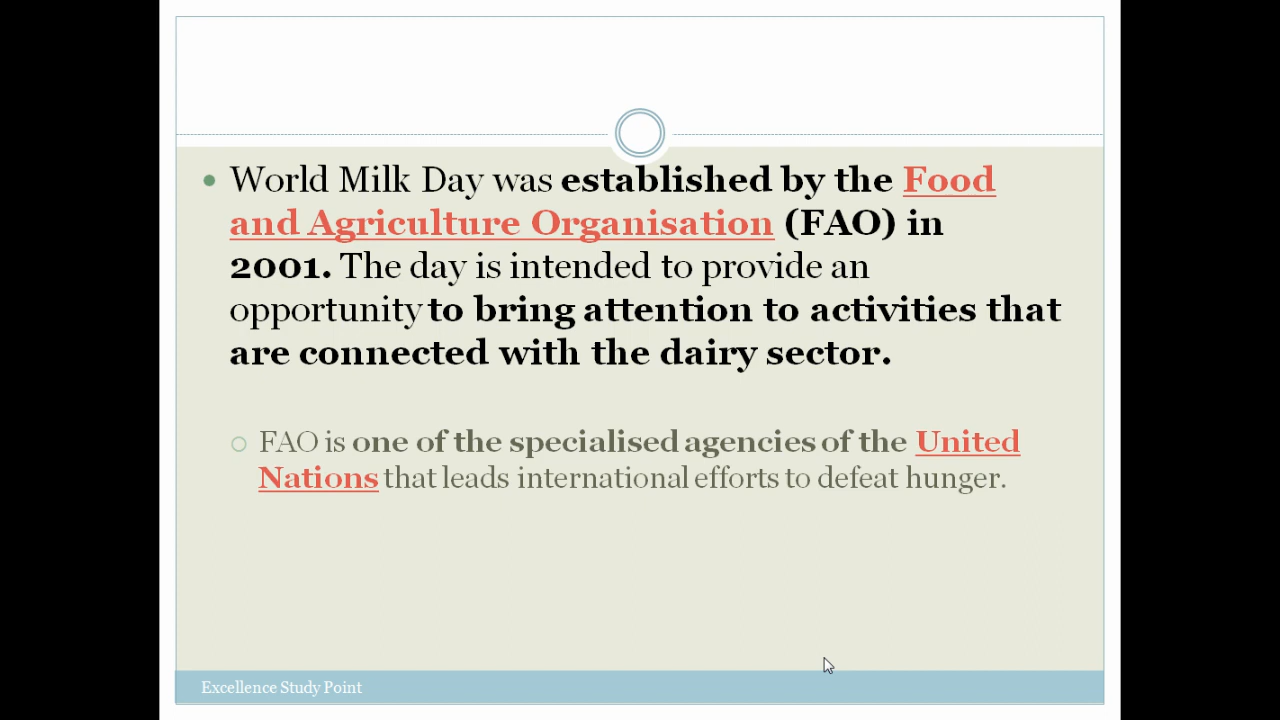 World Milk Day was established by the Food
and Agriculture Organisation (FAO) in
2001. The day is intended to provide an
opportunity to bring attention to activities that
are connected with the dairy sector.
FAO is one of the specialised agencies of the United
Nations that leads international efforts to defeat hunger.
Excellence Study Point